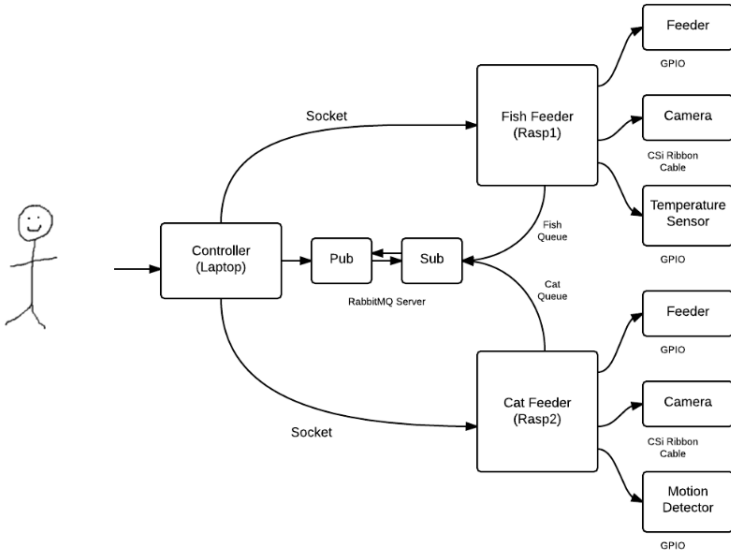 Feeder
GPIO
Fish Feeder
(Rasp1)
Camera
CSi Ribbon
Cable
Socket
Temperature
Sensor
GPIO
Fish
Queue
Controller
(Laptop)
Pub
Sub
RabbitMQ Server
Cat
Queue
Feeder
GPIO
Cat Feeder
(Rasp2)
Camera
CSi Ribbon
Cable
Socket
Motion
Detector
GPIO